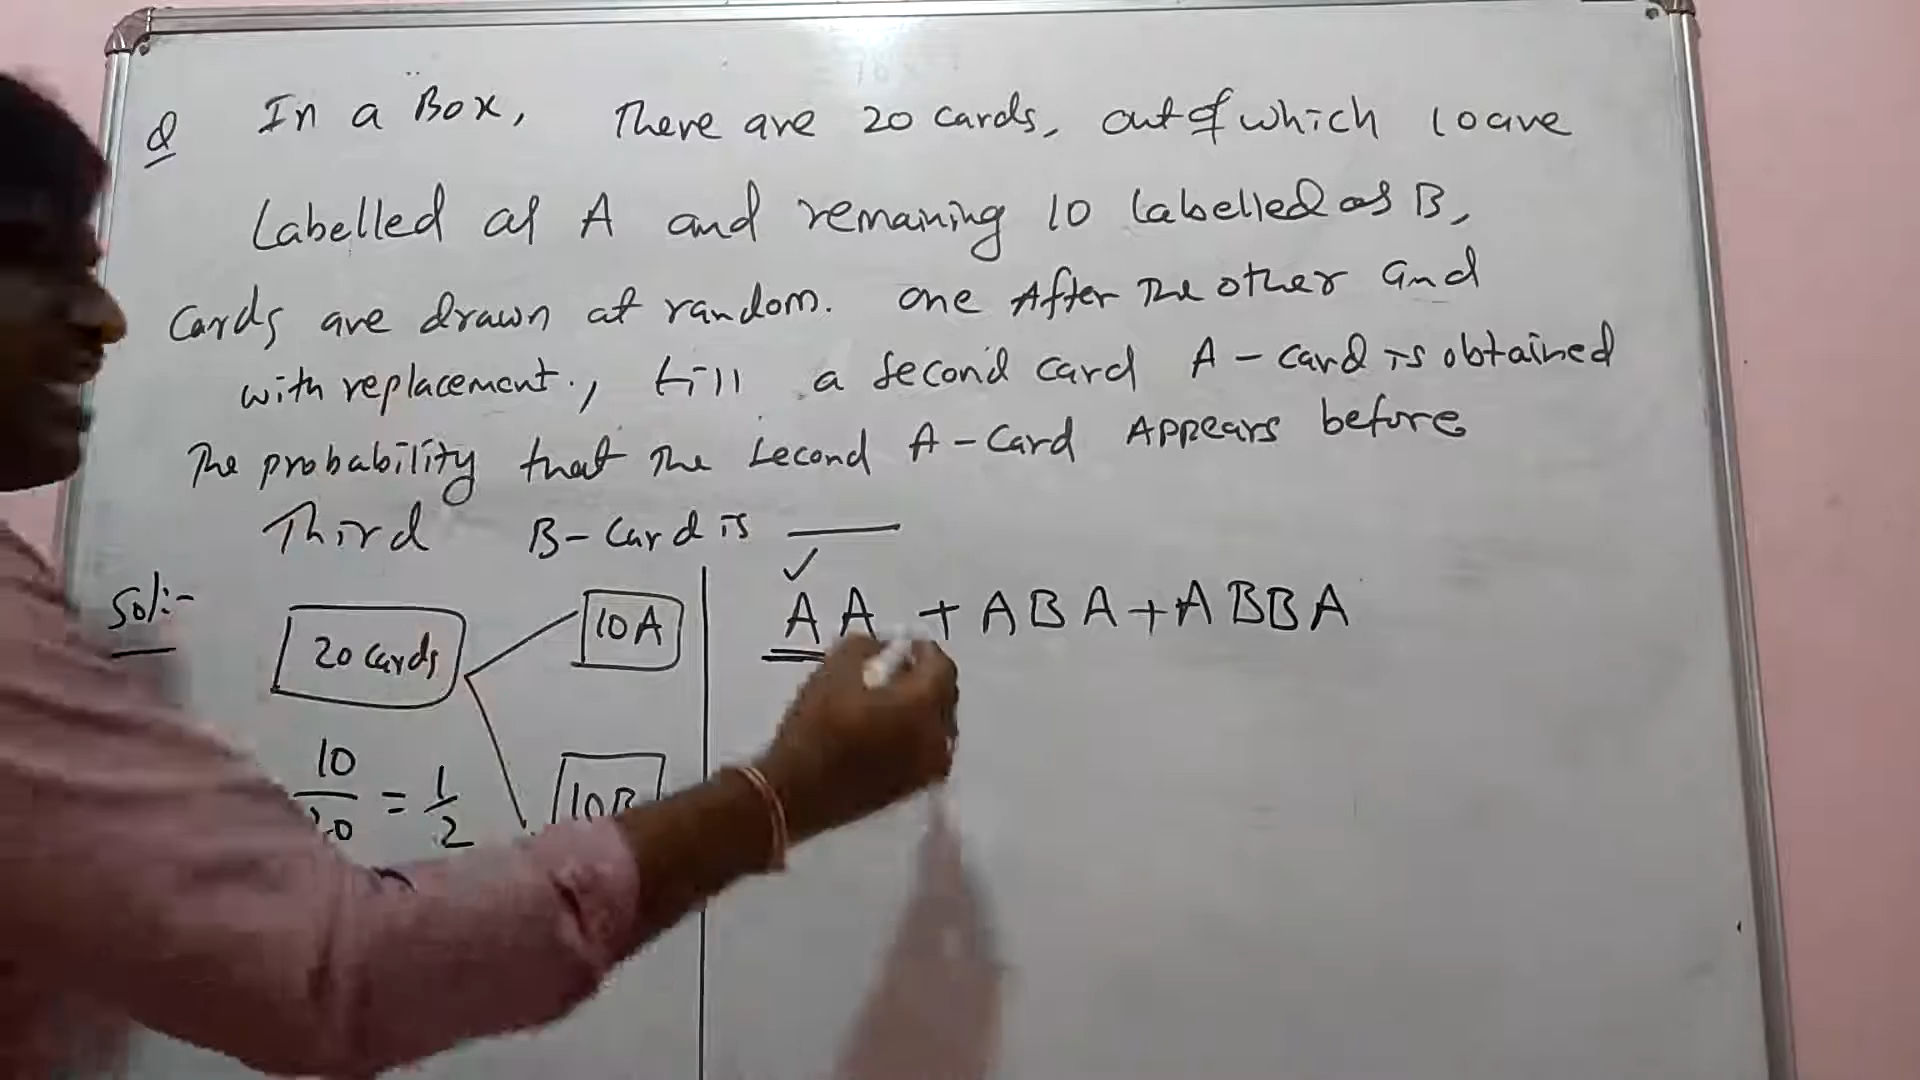 Q In a Box, There are 20 cards, out of which 10 are
Labelled as A and remaining 10 labelled as B,
Cards are drawn at random. one After The other and
with replacement., till a second card A - card is obtained
The probability that The second A - Card Appears before
Third B - Card is
Sol:-
20 cards
10A
10B
10/20 = 1/2
✓
AA + ABA + ABBA